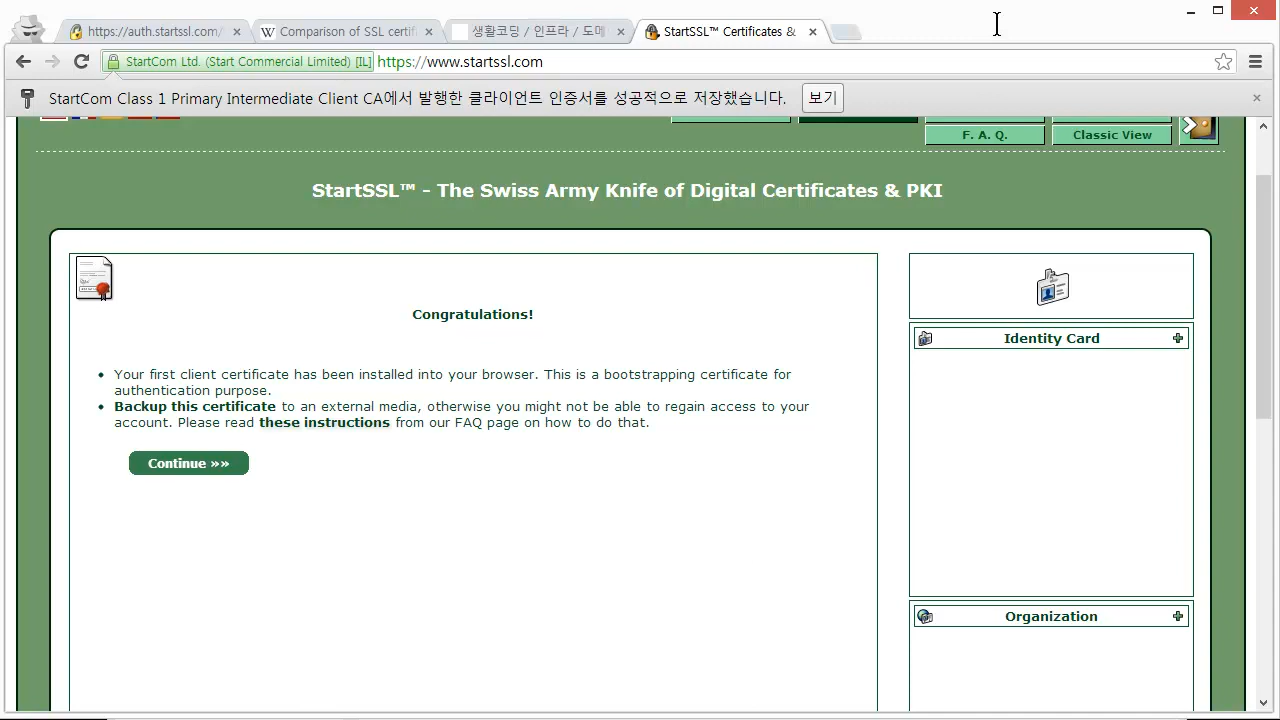 https://auth.startssl.com/
Comparison of SSL certifi
생활코딩 / 인프라 / 도메
StartSSL™ Certificates &
StartCom Ltd. (Start Commercial Limited) [IL]
https://www.startssl.com
StartCom Class 1 Primary Intermediate Client CA에서 발행한 클라이언트 인증서를 성공적으로 저장했습니다.
보기
F. A. Q.
Classic View
StartSSL™ - The Swiss Army Knife of Digital Certificates & PKI
Congratulations!
Your first client certificate has been installed into your browser. This is a bootstrapping certificate for
authentication purpose.
Backup this certificate to an external media, otherwise you might not be able to regain access to your
account. Please read these instructions from our FAQ page on how to do that.
Continue »»
Identity Card
Organization